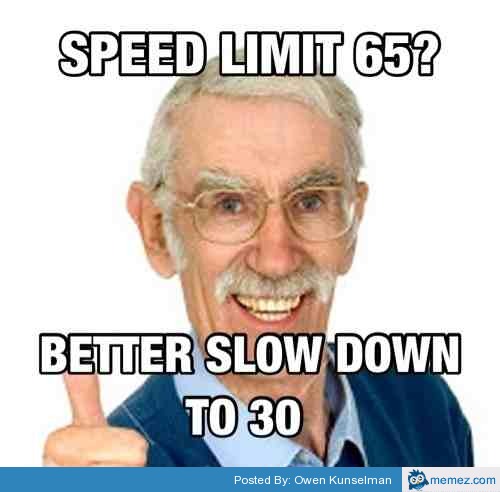 SPEED LIMIT 65?
BETTER SLOW DOWN
TO 30
Posted By: Owen Kunselman
memez.com